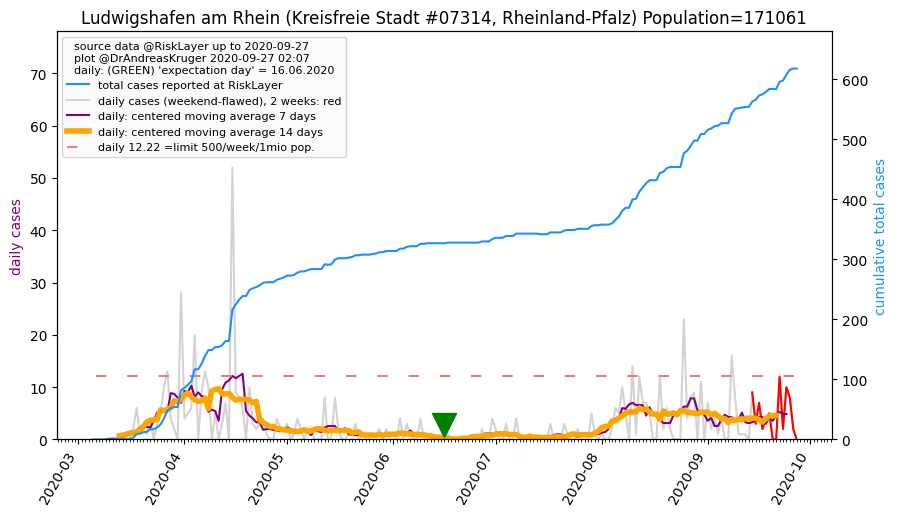 Ludwigshafen am Rhein (Kreisfreie Stadt #07314, Rheinland-Pfalz) Population=171061
source data @RiskLayer up to 2020-09-27
plot @DrAndreasKruger 2020-09-27 02:07
daily: (GREEN) 'expectation day' = 16.06.2020
total cases reported at RiskLayer
daily cases (weekend-flawed), 2 weeks: red
daily: centered moving average 7 days
daily: centered moving average 14 days
daily 12.22 =limit 500/week/1mio pop.
daily cases
70
60
50
40
30
20
10
0
cumulative total cases
600
500
400
300
200
100
0
2020-03
2020-04
2020-05
2020-06
2020-07
2020-08
2020-09
2020-10